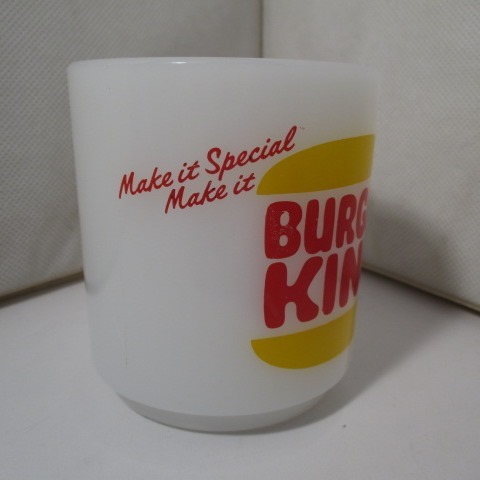 Make it Special
Make it
BURG
KIN